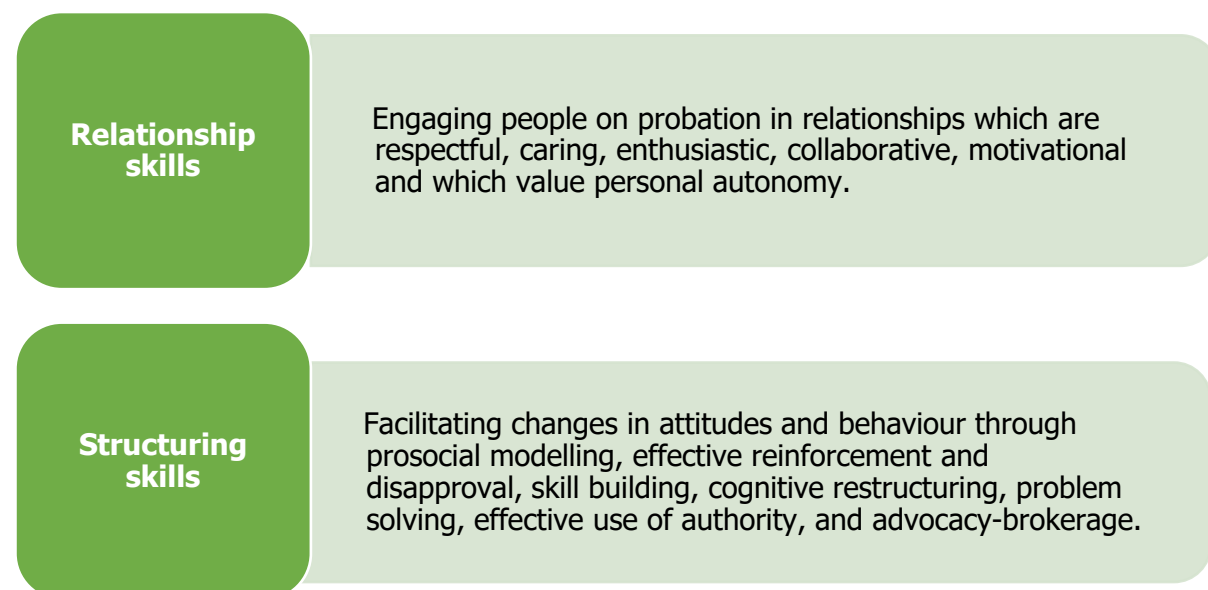 Relationship
skills
Engaging people on probation in relationships which are
respectful, caring, enthusiastic, collaborative, motivational
and which value personal autonomy.
Structuring
skills
Facilitating changes in attitudes and behaviour through
prosocial modelling, effective reinforcement and
disapproval, skill building, cognitive restructuring, problem
solving, effective use of authority, and advocacy-brokerage.